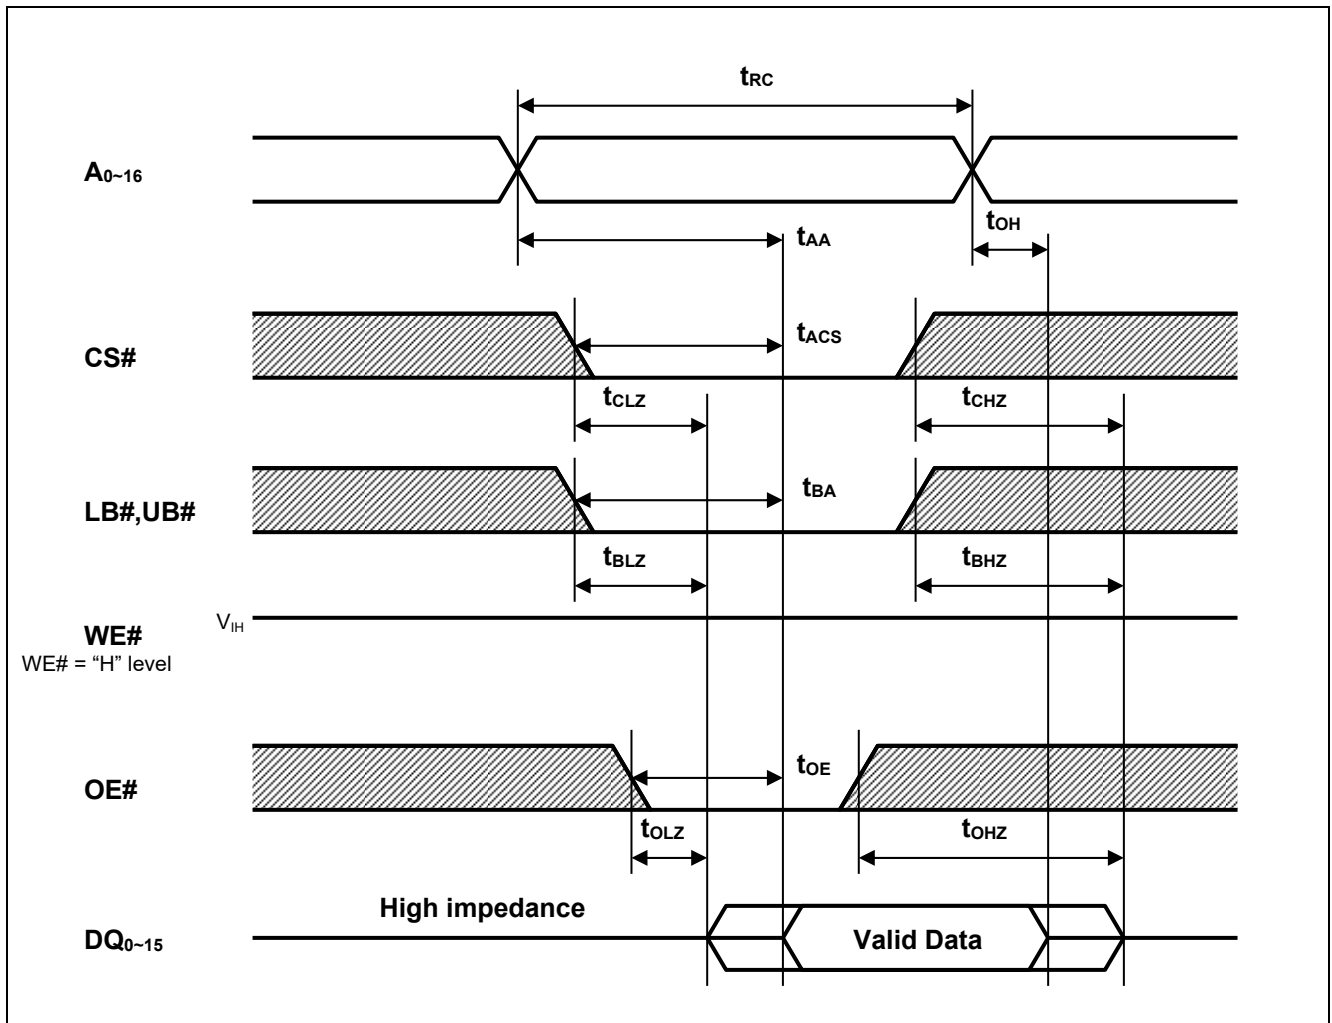 tRC
A0~16
tOH
tAA
tACS
CS#
tCLZ
tCHZ
tBA
LB#,UB#
tBLZ
tBHZ
VIH
WE#
WE# = “H” level
tOE
OE#
tOLZ
tOHZ
High impedance
DQ0~15
Valid Data